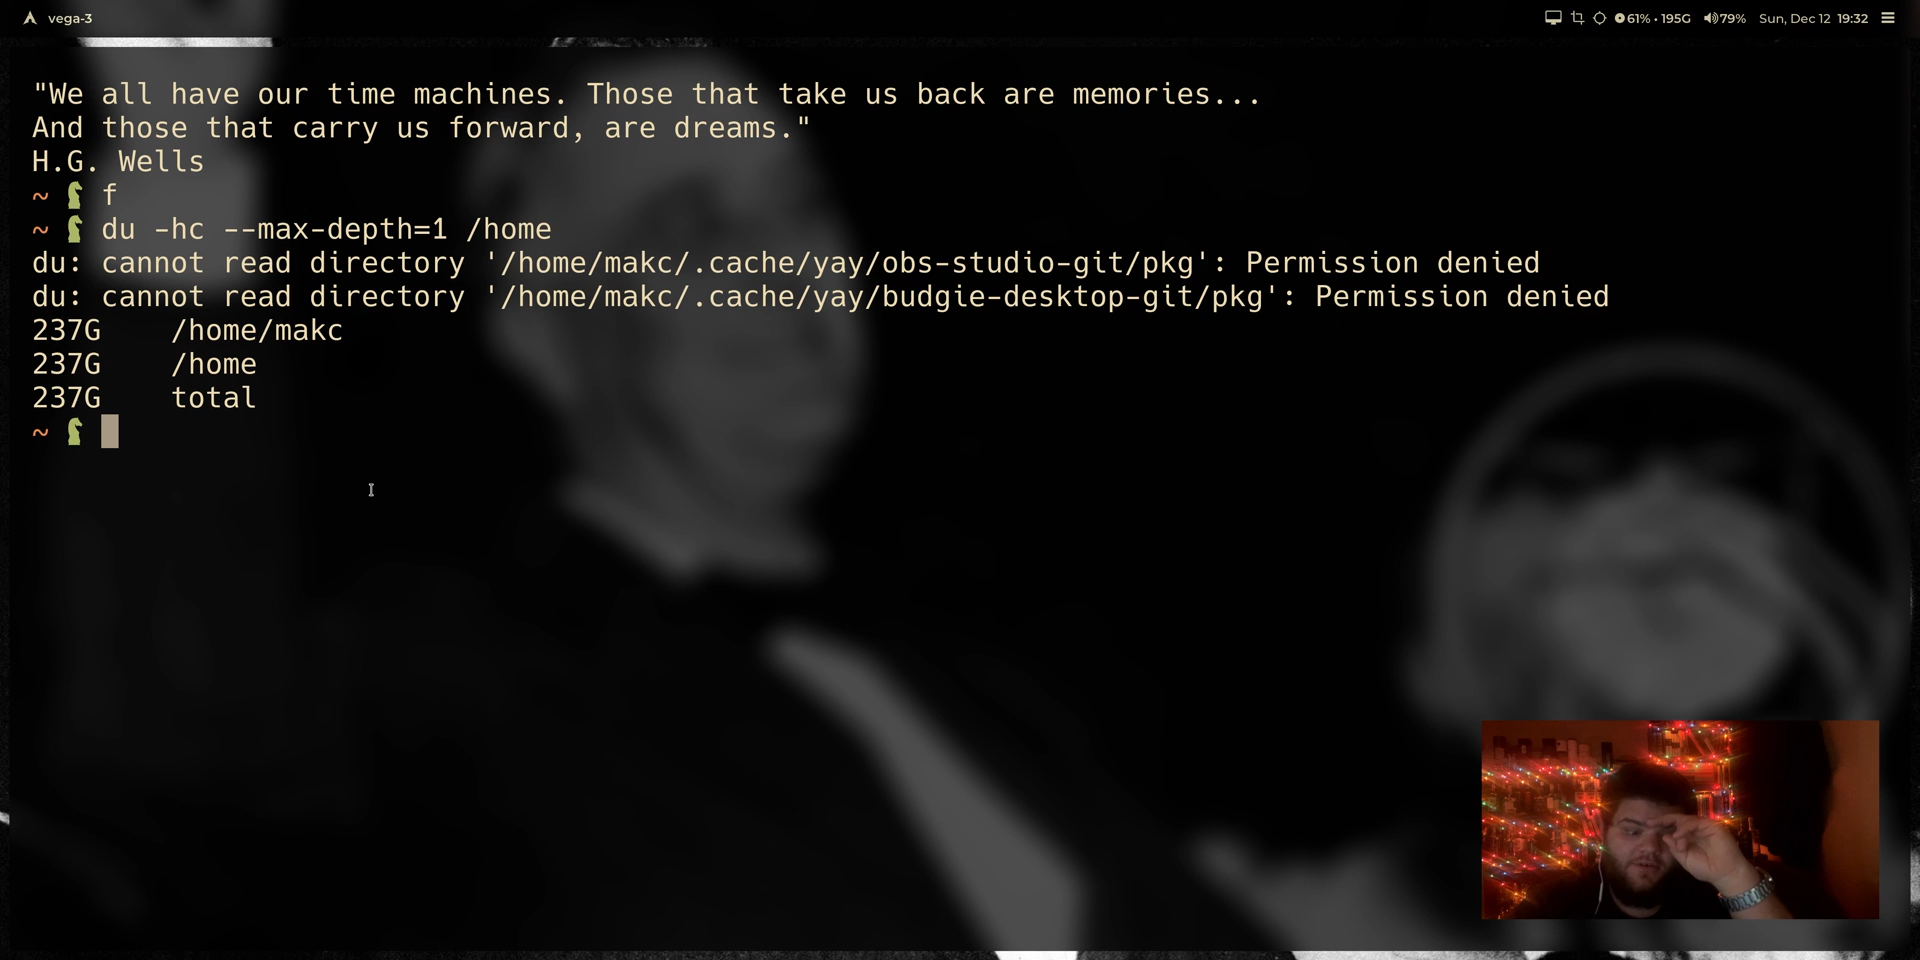 vega-3
61% • 195G 79% Sun, Dec 12 19:32
"We all have our time machines. Those that take us back are memories...
And those that carry us forward, are dreams."
H.G. Wells
~ f
~ du -hc --max-depth=1 /home
du: cannot read directory '/home/makc/.cache/yay/obs-studio-git/pkg': Permission denied
du: cannot read directory '/home/makc/.cache/yay/budgie-desktop-git/pkg': Permission denied
237G /home/makc
237G /home
237G total
~